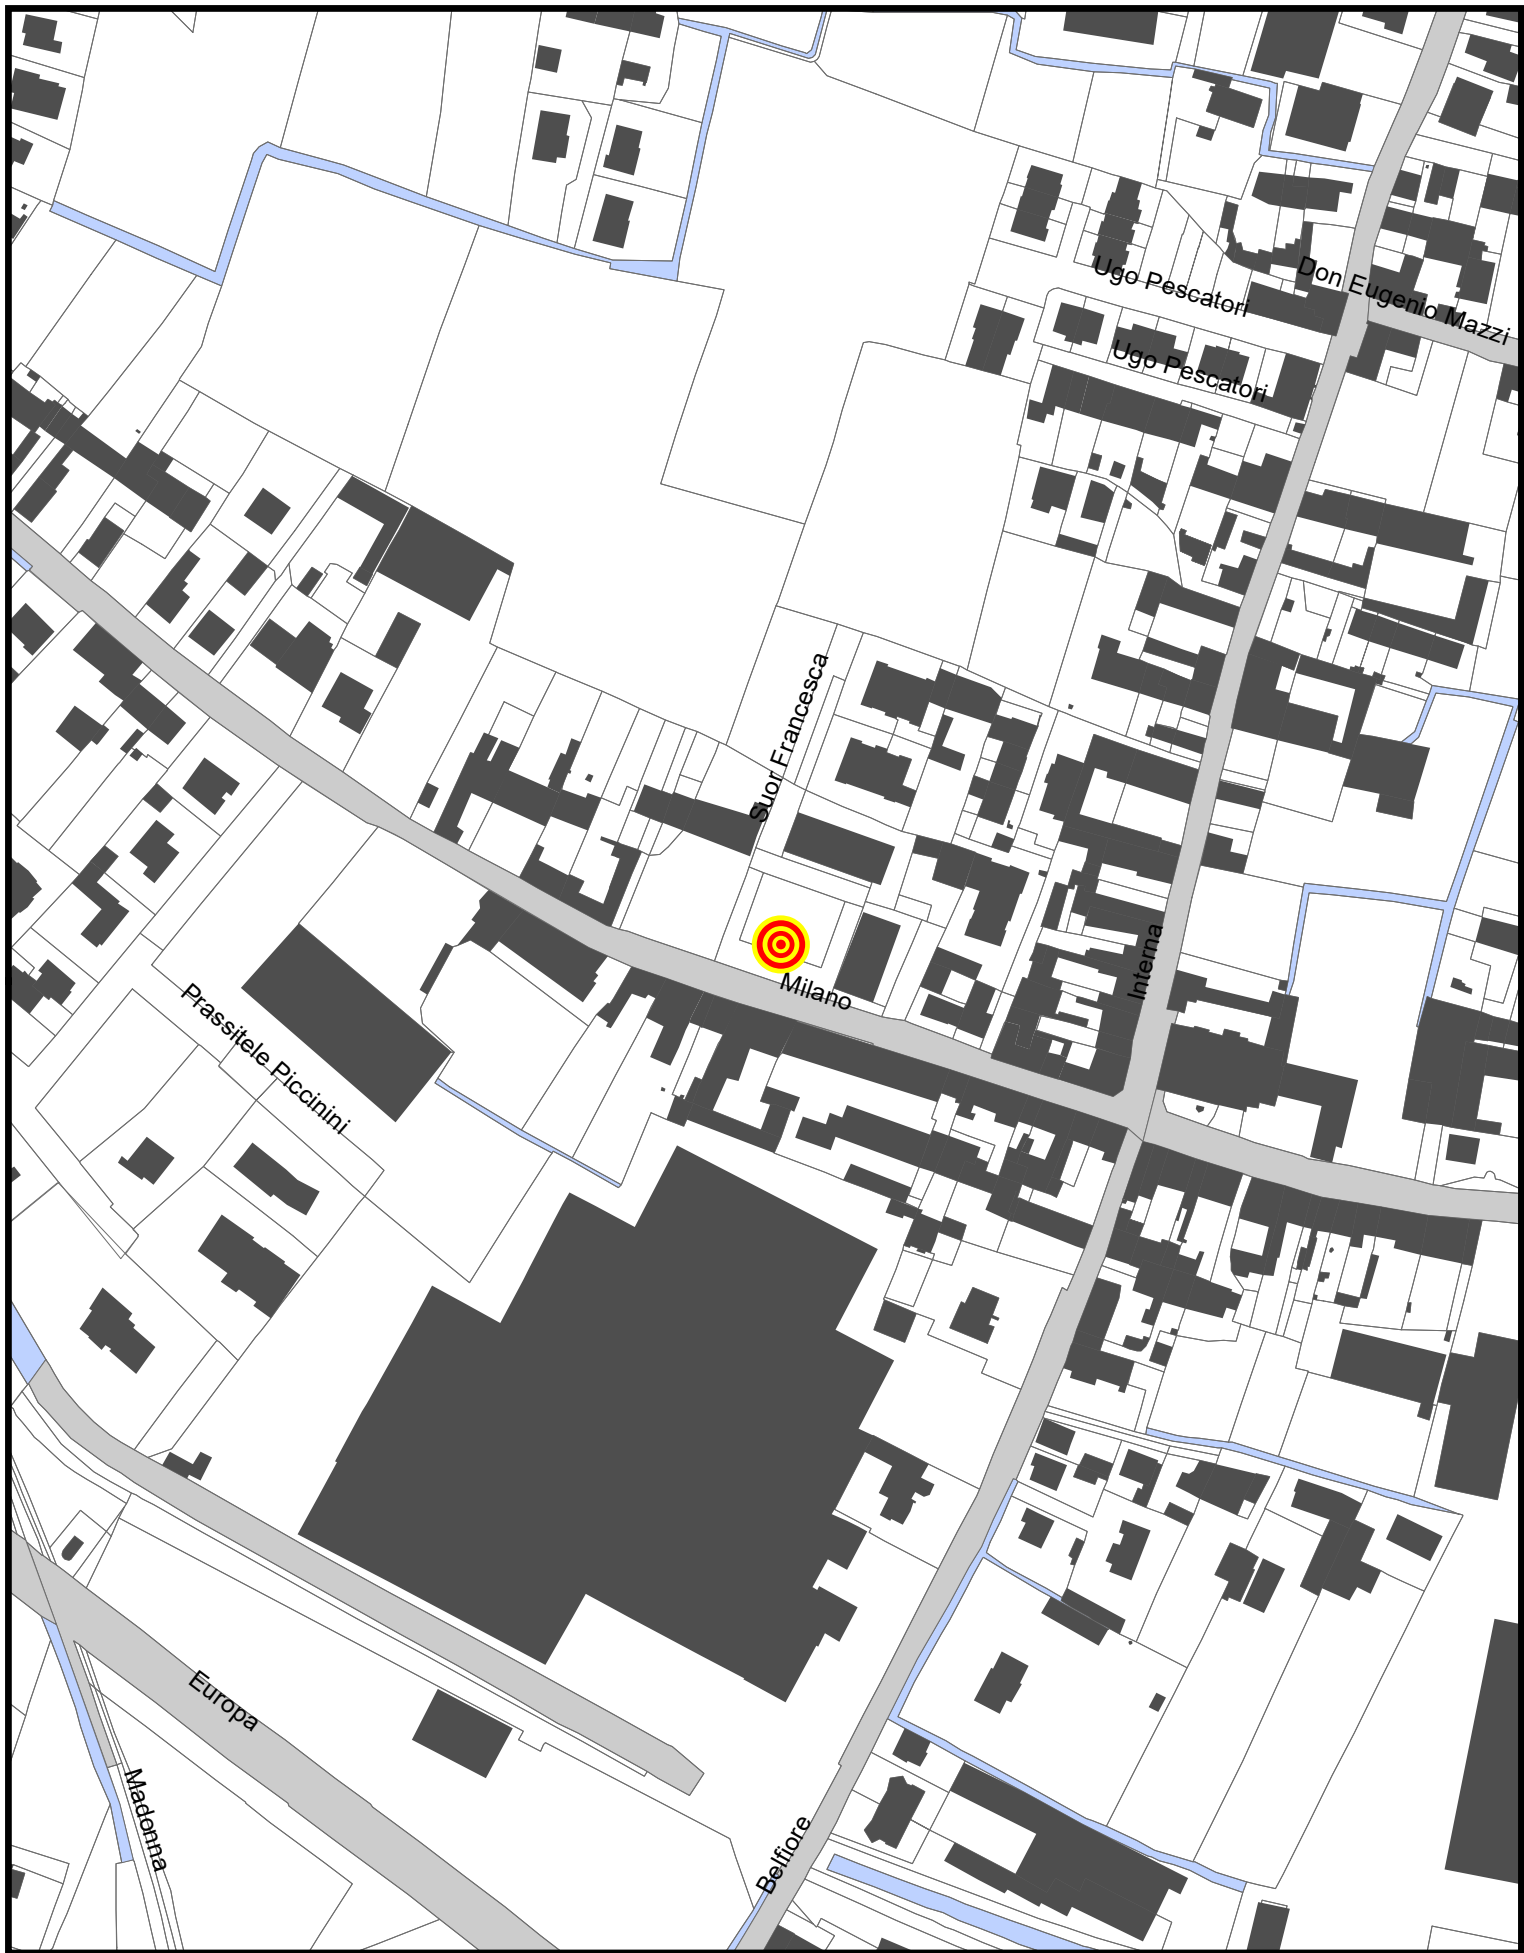 Ugo Pescatori
Don Eugenio Mazzi
Ugo Pescatori
Suor Francesca
Interna
Milano
Prassitele Piccinini
Europa
Madonna
Belfiore